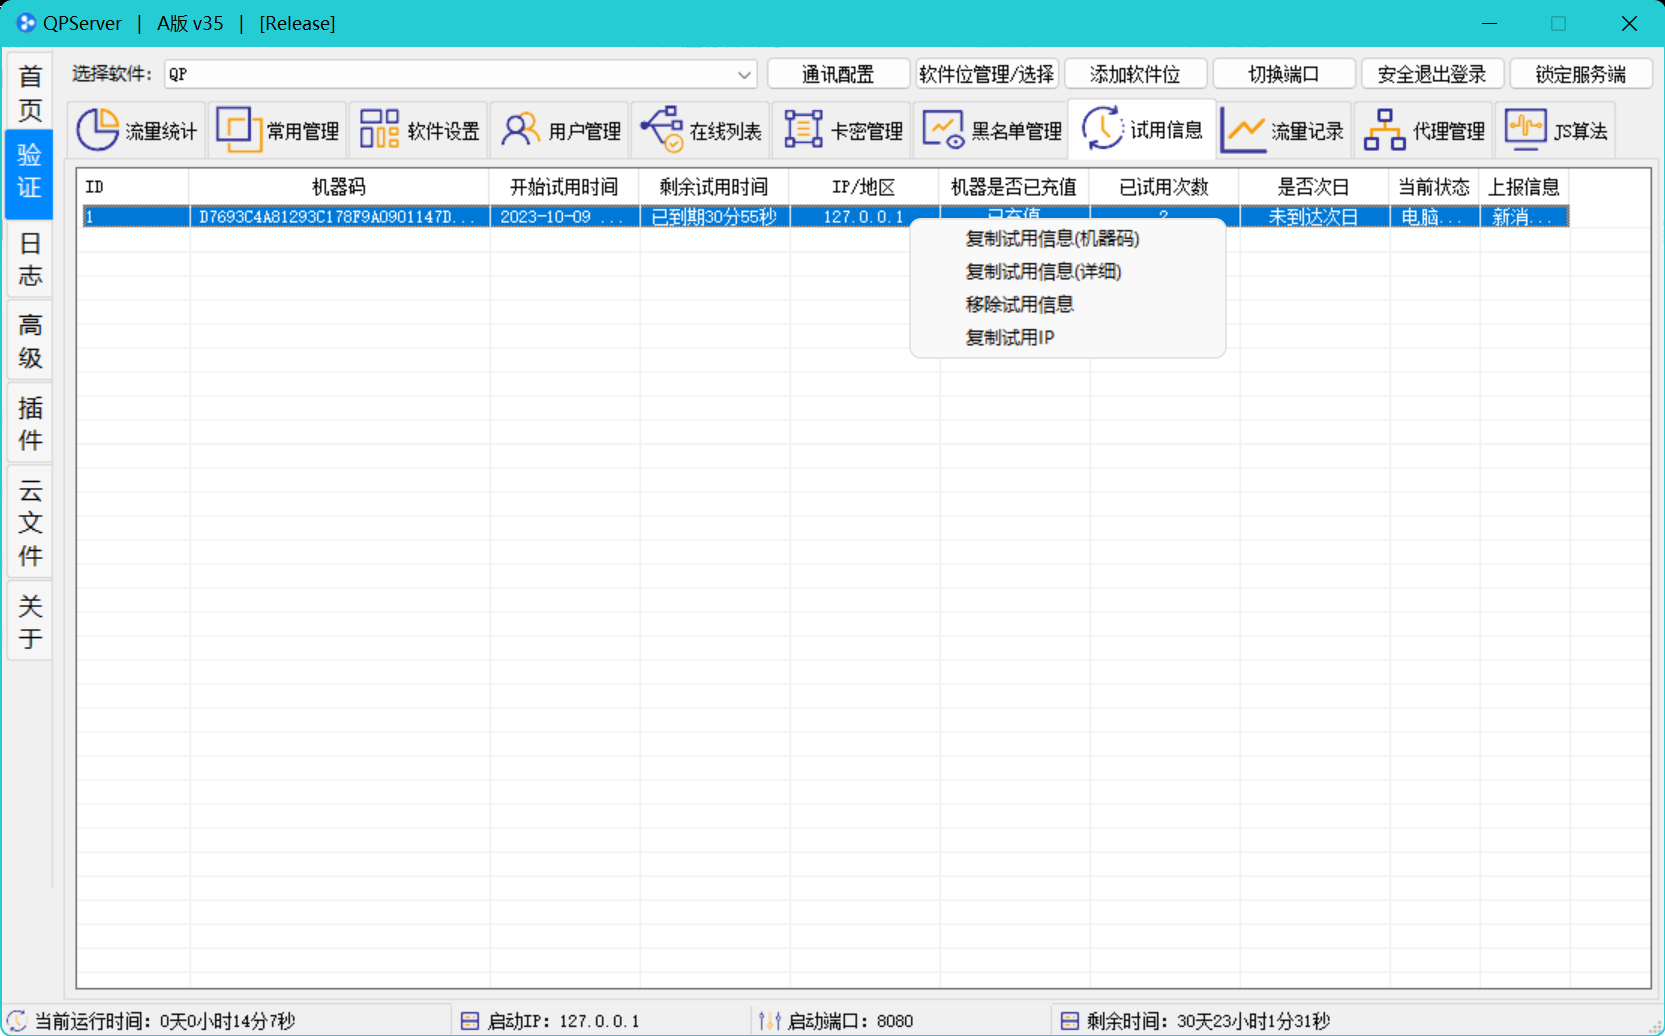 QPServer | A版 v35 | [Release]
首页
验证
日志
高级
插件
云文件
关于
选择软件: QP
通讯配置 软件位管理/选择 添加软件位 切换端口 安全退出登录 锁定服务端
流量统计 常用管理 软件设置 用户管理 在线列表 卡密管理 黑名单管理 试用信息 流量记录 代理管理 JS算法
ID 机器码 开始试用时间 剩余试用时间 IP/地区 机器是否已充值 已试用次数 是否次日 当前状态 上报信息
1 D7693C4A81293C178F9A0901147D... 2023-10-09 ... 已到期30分55秒 127.0.0.1 已充值 2 未到达次日 电脑... 新消...
复制试用信息(机器码)
复制试用信息(详细)
移除试用信息
复制试用IP
当前运行时间: 0天0小时14分7秒 启动IP: 127.0.0.1 启动端口: 8080 剩余时间: 30天23小时1分31秒